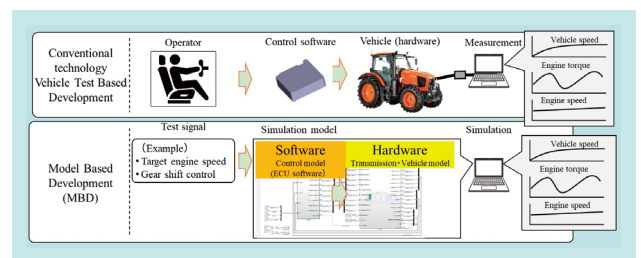 Conventional
technology
Vehicle Test Based
Development
Operator
Control software
Vehicle (hardware)
Measurement
Vehicle speed
Engine torque
Engine speed
Model Based
Development
(MBD)
Test signal
(Example)
・Target engine speed
・Gear shift control
Simulation model
Software
Control model
(ECU software)
Hardware
Transmission・Vehicle model
Simulation
Vehicle speed
Engine torque
Engine speed